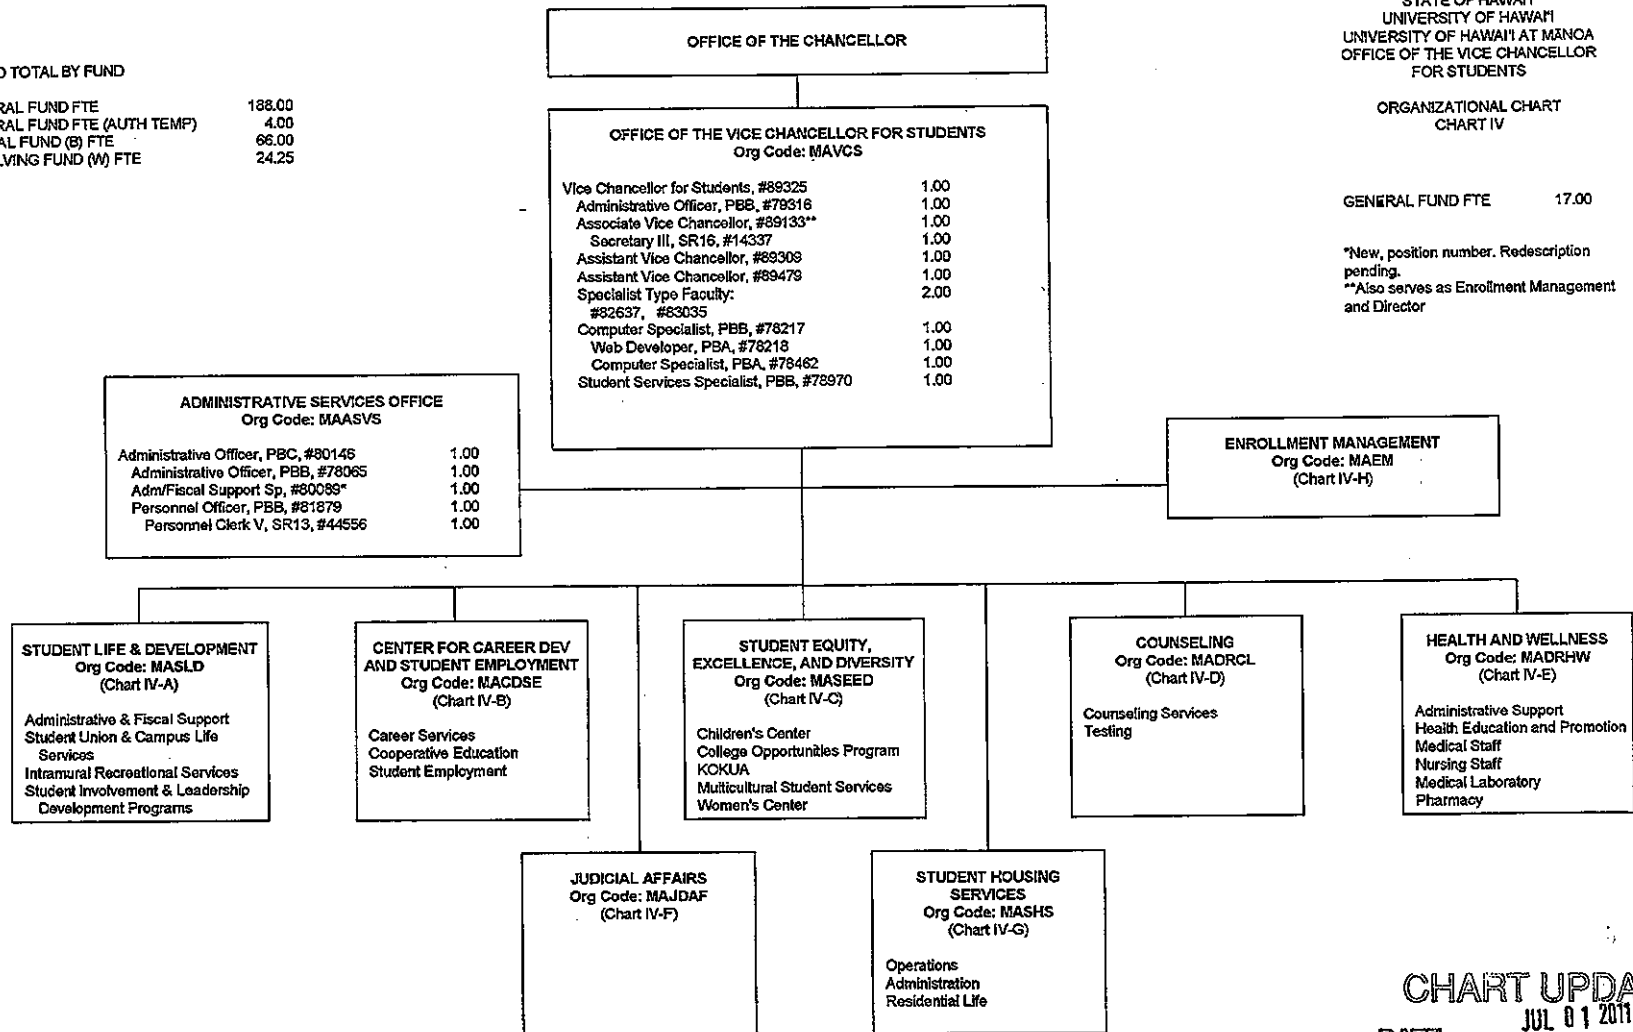 OFFICE OF THE CHANCELLOR
STATE OF HAWAI'I
UNIVERSITY OF HAWAI'I
UNIVERSITY OF HAWAI'I AT MĀNOA
OFFICE OF THE VICE CHANCELLOR
FOR STUDENTS
ORGANIZATIONAL CHART
CHART IV
TOTAL BY FUND
FUND FTE 188.00
FUND FTE (AUTH TEMP) 4.00
FUND (B) FTE 66.00
FUND (W) FTE 24.25
OFFICE OF THE VICE CHANCELLOR FOR STUDENTS
Org Code: MAVCS
Vice Chancellor for Students, #89325 1.00
Administrative Officer, PBB, #79316 1.00
Associate Vice Chancellor, #89133** 1.00
Secretary III, SR16, #14337 1.00
Assistant Vice Chancellor, #89309 1.00
Assistant Vice Chancellor, #89479 1.00
Specialist Type Faculty: 2.00
#82637, #83035
Computer Specialist, PBB, #78217 1.00
Web Developer, PBA, #78218 1.00
Computer Specialist, PBA, #78462 1.00
Student Services Specialist, PBB, #78970 1.00
GENERAL FUND FTE 17.00
*New, position number. Redescription
pending.
**Also serves as Enrollment Management
and Director
ADMINISTRATIVE SERVICES OFFICE
Org Code: MAASVS
Administrative Officer, PBC, #80146 1.00
Administrative Officer, PBB, #78065 1.00
Adm/Fiscal Support Sp, #80089* 1.00
Personnel Officer, PBB, #81879 1.00
Personnel Clerk V, SR13, #44556 1.00
ENROLLMENT MANAGEMENT
Org Code: MAEM
(Chart IV-H)
STUDENT LIFE & DEVELOPMENT
Org Code: MASLD
(Chart IV-A)
Administrative & Fiscal Support
Student Union & Campus Life
Services
Intramural Recreational Services
Student Involvement & Leadership
Development Programs
CENTER FOR CAREER DEV
AND STUDENT EMPLOYMENT
Org Code: MACDSE
(Chart IV-B)
Career Services
Cooperative Education
Student Employment
STUDENT EQUITY,
EXCELLENCE, AND DIVERSITY
Org Code: MASEED
(Chart IV-C)
Children's Center
College Opportunities Program
KOKUA
Multicultural Student Services
Women's Center
COUNSELING
Org Code: MADRCL
(Chart IV-D)
Counseling Services
Testing
HEALTH AND WELLNESS
Org Code: MADRHW
(Chart IV-E)
Administrative Support
Health Education and Promotion
Medical Staff
Nursing Staff
Medical Laboratory
Pharmacy
JUDICIAL AFFAIRS
Org Code: MAJDAF
(Chart IV-F)
STUDENT HOUSING
SERVICES
Org Code: MASHS
(Chart IV-G)
Operations
Administration
Residential Life
CHART UPDA
JUL 01 2011